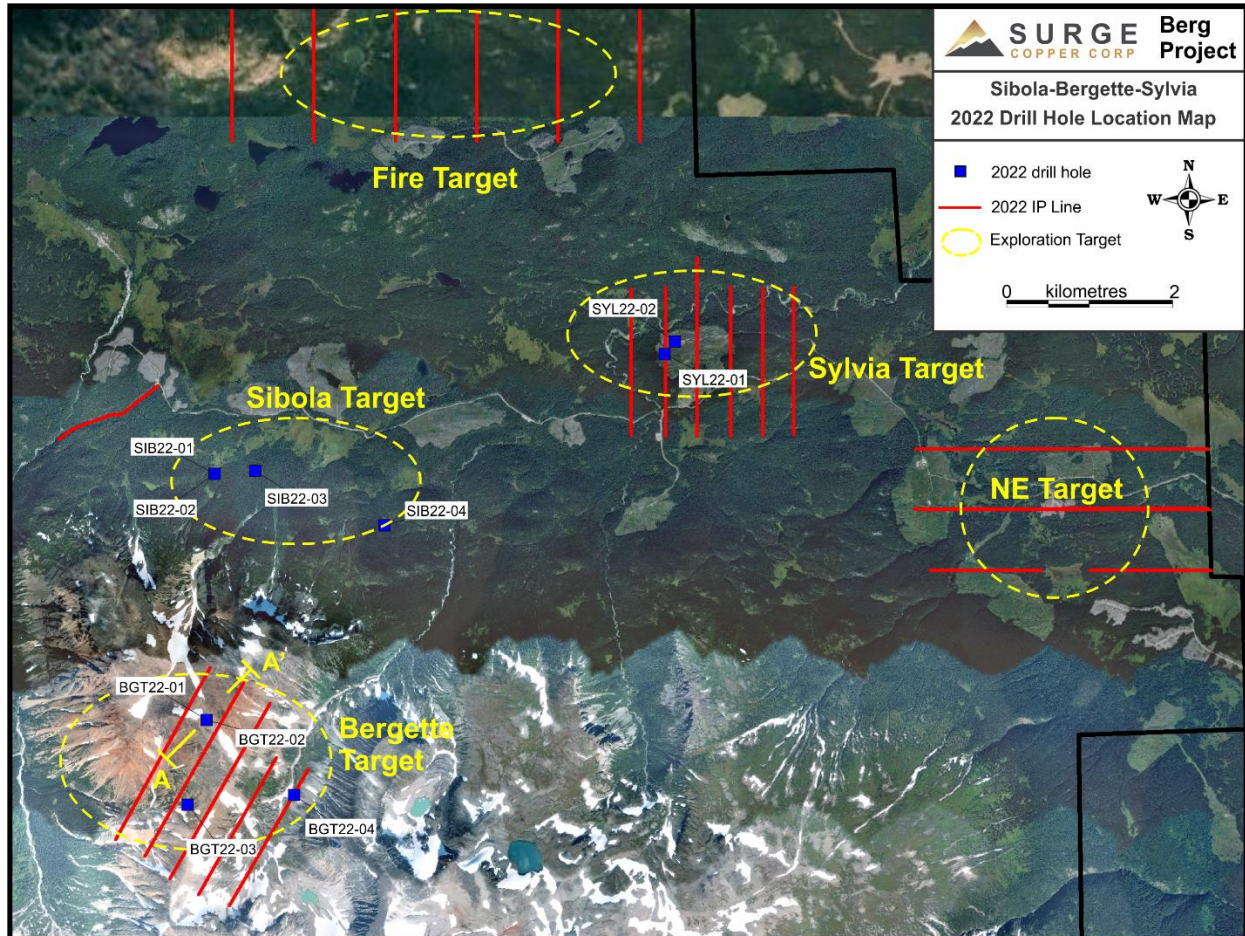 SURGE
COPPER CORP
Berg
Project
Sibola-Bergette-Sylvia
2022 Drill Hole Location Map
2022 drill hole
2022 IP Line
Exploration Target
N
W
E
S
0 kilometres 2
Fire Target
SYL22-02
SYL22-01
Sylvia Target
Sibola Target
SIB22-01
SIB22-02
SIB22-03
SIB22-04
NE Target
A'
BGT22-01
BGT22-02
Bergette
Target
A
BGT22-03
BGT22-04